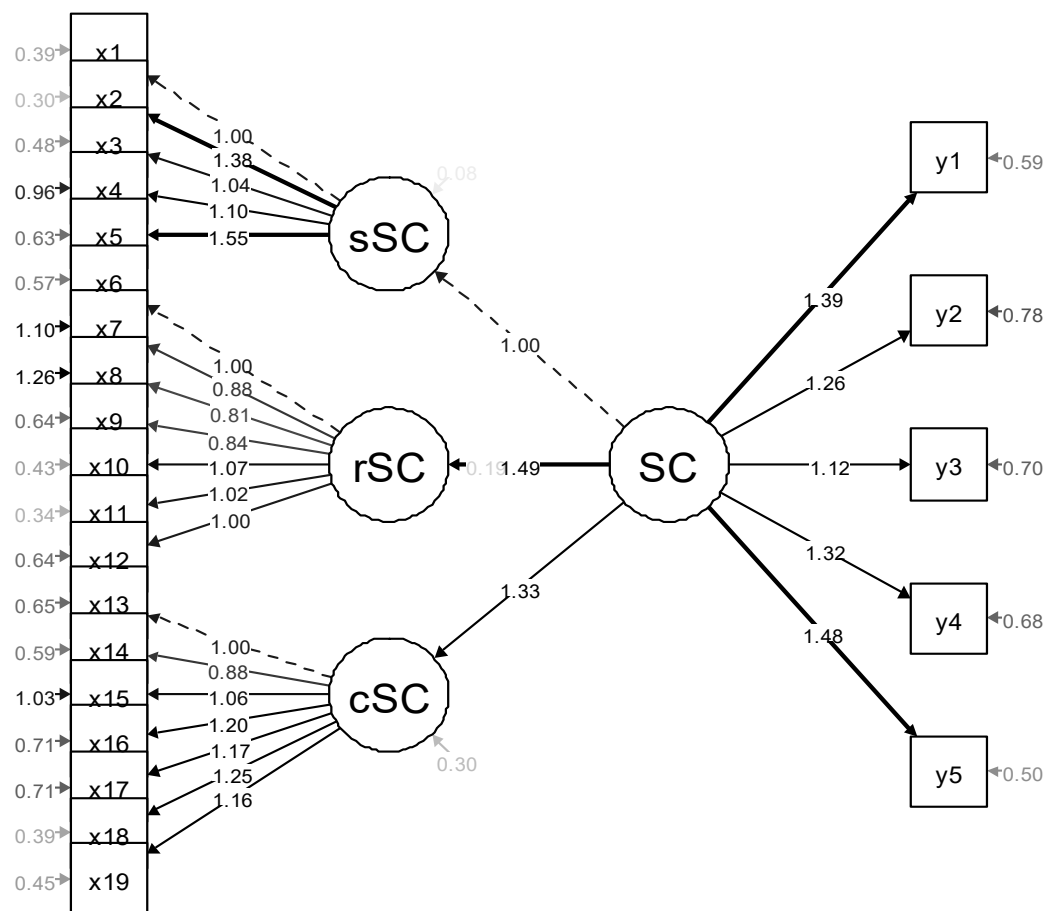 0.39 x1
0.30 x2
0.48 x3
0.96 x4
0.63 x5
0.57 x6
1.10 x7
1.26 x8
0.64 x9
0.43 x10
0.34 x11
0.64 x12
0.65 x13
0.59 x14
1.03 x15
0.71 x16
0.71 x17
0.39 x18
0.45 x19
1.00
1.38
1.04
1.10
1.55
sSC
0.08
1.00
0.88
0.81
0.84
1.07
1.02
1.00
rSC
0.19
1.00
0.88
1.06
1.20
1.17
1.25
1.16
cSC
0.30
1.00
1.49
1.33
SC
1.39
1.26
1.12
1.32
1.48
y1 0.59
y2 0.78
y3 0.70
y4 0.68
y5 0.50